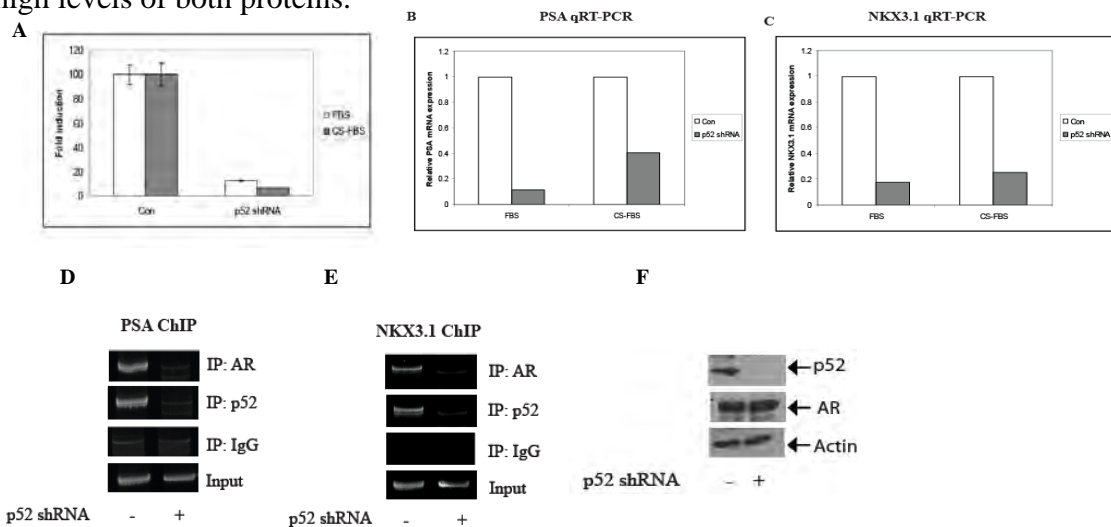 high levels of both proteins.
A
120
100
80
60
40
20
0
Fold induction
Con
p52 shRNA
FBS
CS-FBS
B
PSA qRT-PCR
1.2
1
0.8
0.6
0.4
0.2
0
Relative PSA mRNA expression
FBS
CS-FBS
Con
p52 shRNA
C
NKX3.1 qRT-PCR
1.2
1
0.8
0.6
0.4
0.2
0
Relative NKX3.1 mRNA expression
FBS
CS-FBS
Con
p52 shRNA
D
PSA ChIP
IP: AR
IP: p52
IP: IgG
Input
p52 shRNA - +
E
NKX3.1 ChIP
IP: AR
IP: p52
IP: IgG
Input
p52 shRNA - +
F
p52
AR
Actin
p52 shRNA - +